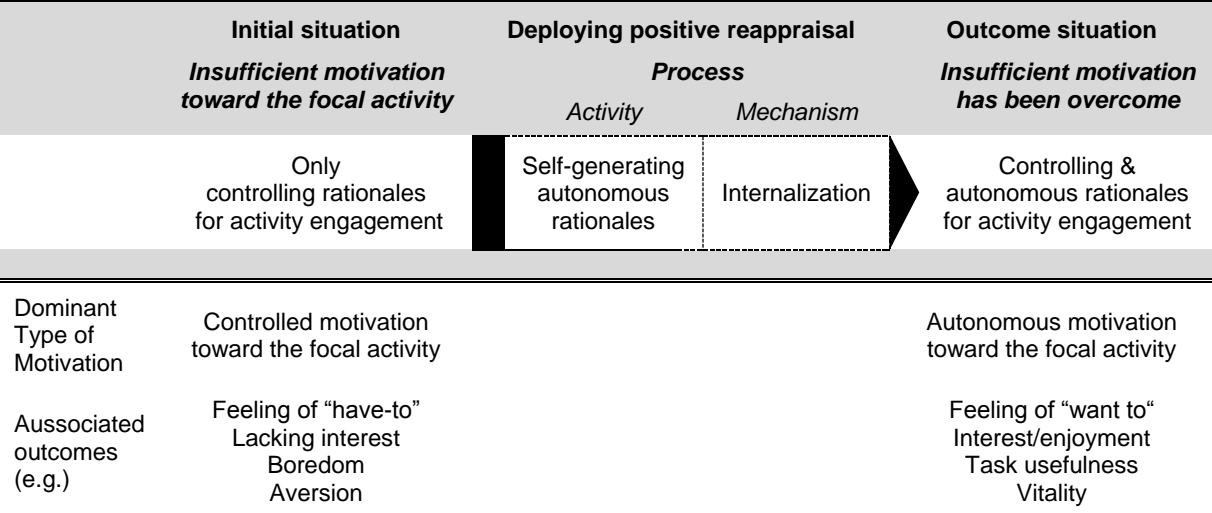 Initial situation
Deploying positive reappraisal
Outcome situation
Insufficient motivation
toward the focal activity
Process
Insufficient motivation
has been overcome
Activity
Mechanism
Only
controlling rationales
for activity engagement
Self-generating
autonomous
rationales
Internalization
Controlling &
autonomous rationales
for activity engagement
Dominant
Type of
Motivation
Controlled motivation
toward the focal activity
Autonomous motivation
toward the focal activity
Aussociated
outcomes
(e.g.)
Feeling of “have-to”
Lacking interest
Boredom
Aversion
Feeling of “want to“
Interest/enjoyment
Task usefulness
Vitality